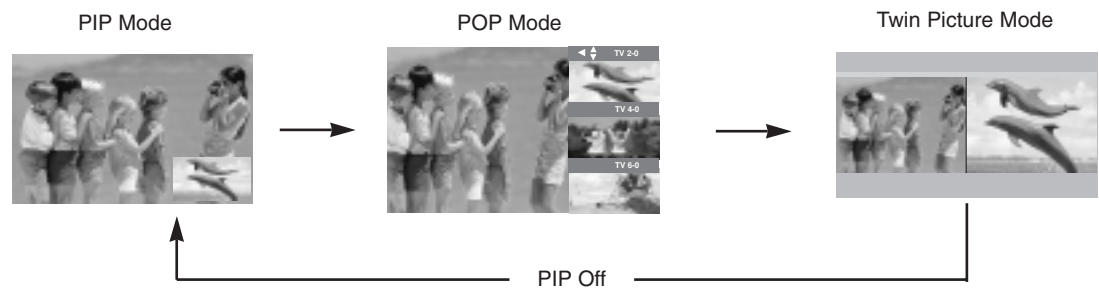 PIP Mode
POP Mode
Twin Picture Mode
TV 2-0
TV 4-0
TV 6-0
PIP Off